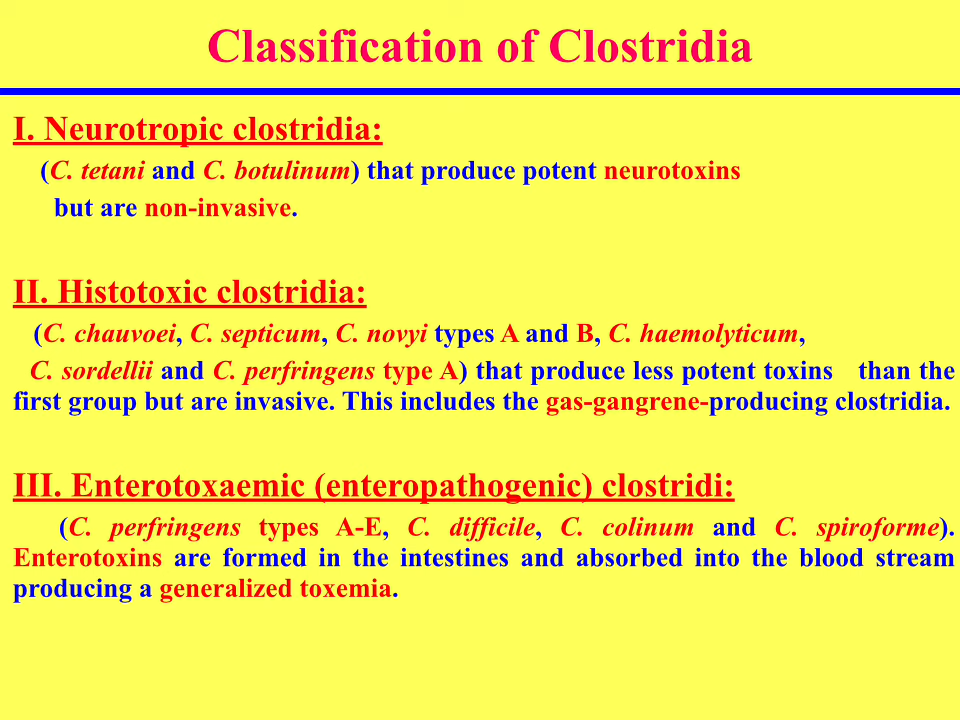 Classification of Clostridia
I. Neurotropic clostridia:
(C. tetani and C. botulinum) that produce potent neurotoxins
but are non-invasive.
II. Histotoxic clostridia:
(C. chauvoei, C. septicum, C. novyi types A and B, C. haemolyticum,
C. sordellii and C. perfringens type A) that produce less potent toxins than the
first group but are invasive. This includes the gas-gangrene-producing clostridia.
III. Enterotoxaemic (enteropathogenic) clostridi:
(C. perfringens types A-E, C. difficile, C. colinum and C. spiroforme).
Enterotoxins are formed in the intestines and absorbed into the blood stream
producing a generalized toxemia.